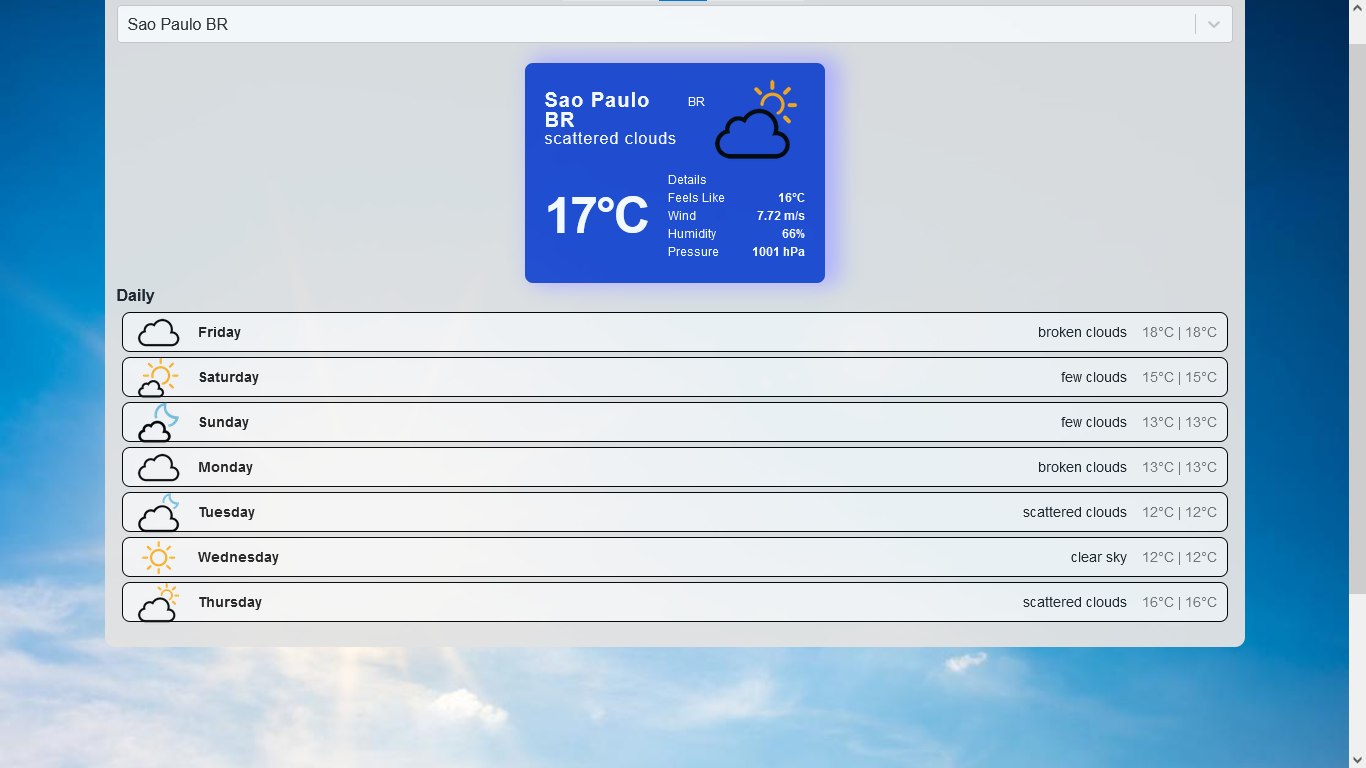 Sao Paulo BR
Sao Paulo BR
BR
scattered clouds
17°C
Details
Feels Like 16°C
Wind 7.72 m/s
Humidity 66%
Pressure 1001 hPa
Daily
Friday broken clouds 18°C | 18°C
Saturday few clouds 15°C | 15°C
Sunday few clouds 13°C | 13°C
Monday broken clouds 13°C | 13°C
Tuesday scattered clouds 12°C | 12°C
Wednesday clear sky 12°C | 12°C
Thursday scattered clouds 16°C | 16°C